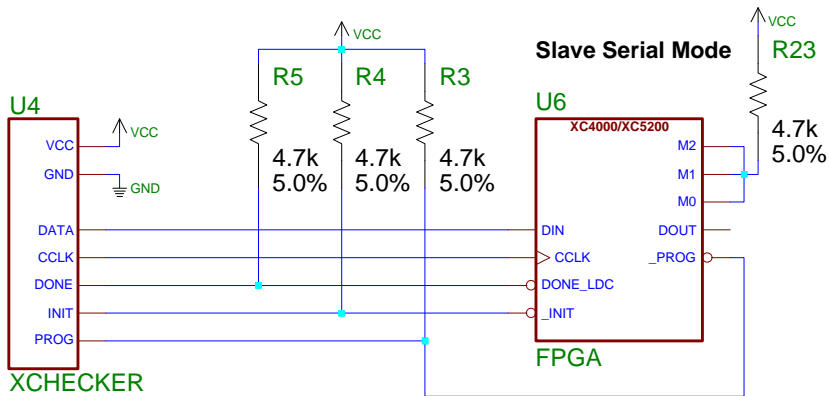 VCC
VCC
Slave Serial Mode
R5
R4
R3
R23
U4
U6
XC4000/XC5200
VCC
VCC
4.7k
5.0%
4.7k
5.0%
4.7k
5.0%
4.7k
5.0%
M2
GND
GND
M1
M0
DATA
DIN
DOUT
CCLK
CCLK
_PROG
DONE
DONE_LDC
INIT
_INIT
PROG
FPGA
XCHECKER